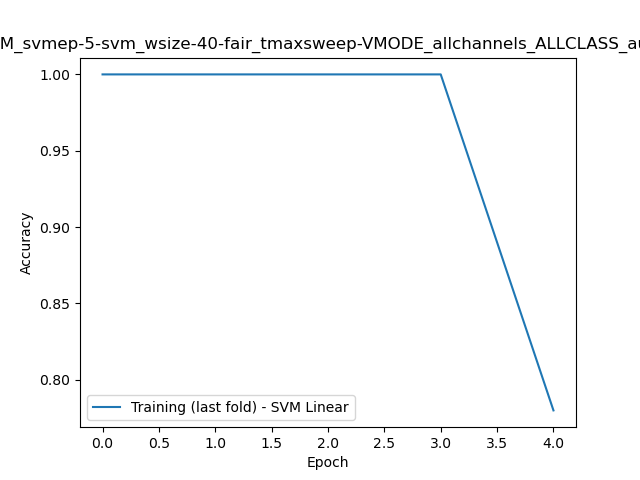 M_svmep-5-svm_wsize-40-fair_tmaxsweep-VMODE_allchannels_ALLCLASS_au
1.00
0.95
0.90
0.85
0.80
Accuracy
Training (last fold) - SVM Linear
0.0 0.5 1.0 1.5 2.0 2.5 3.0 3.5 4.0
Epoch